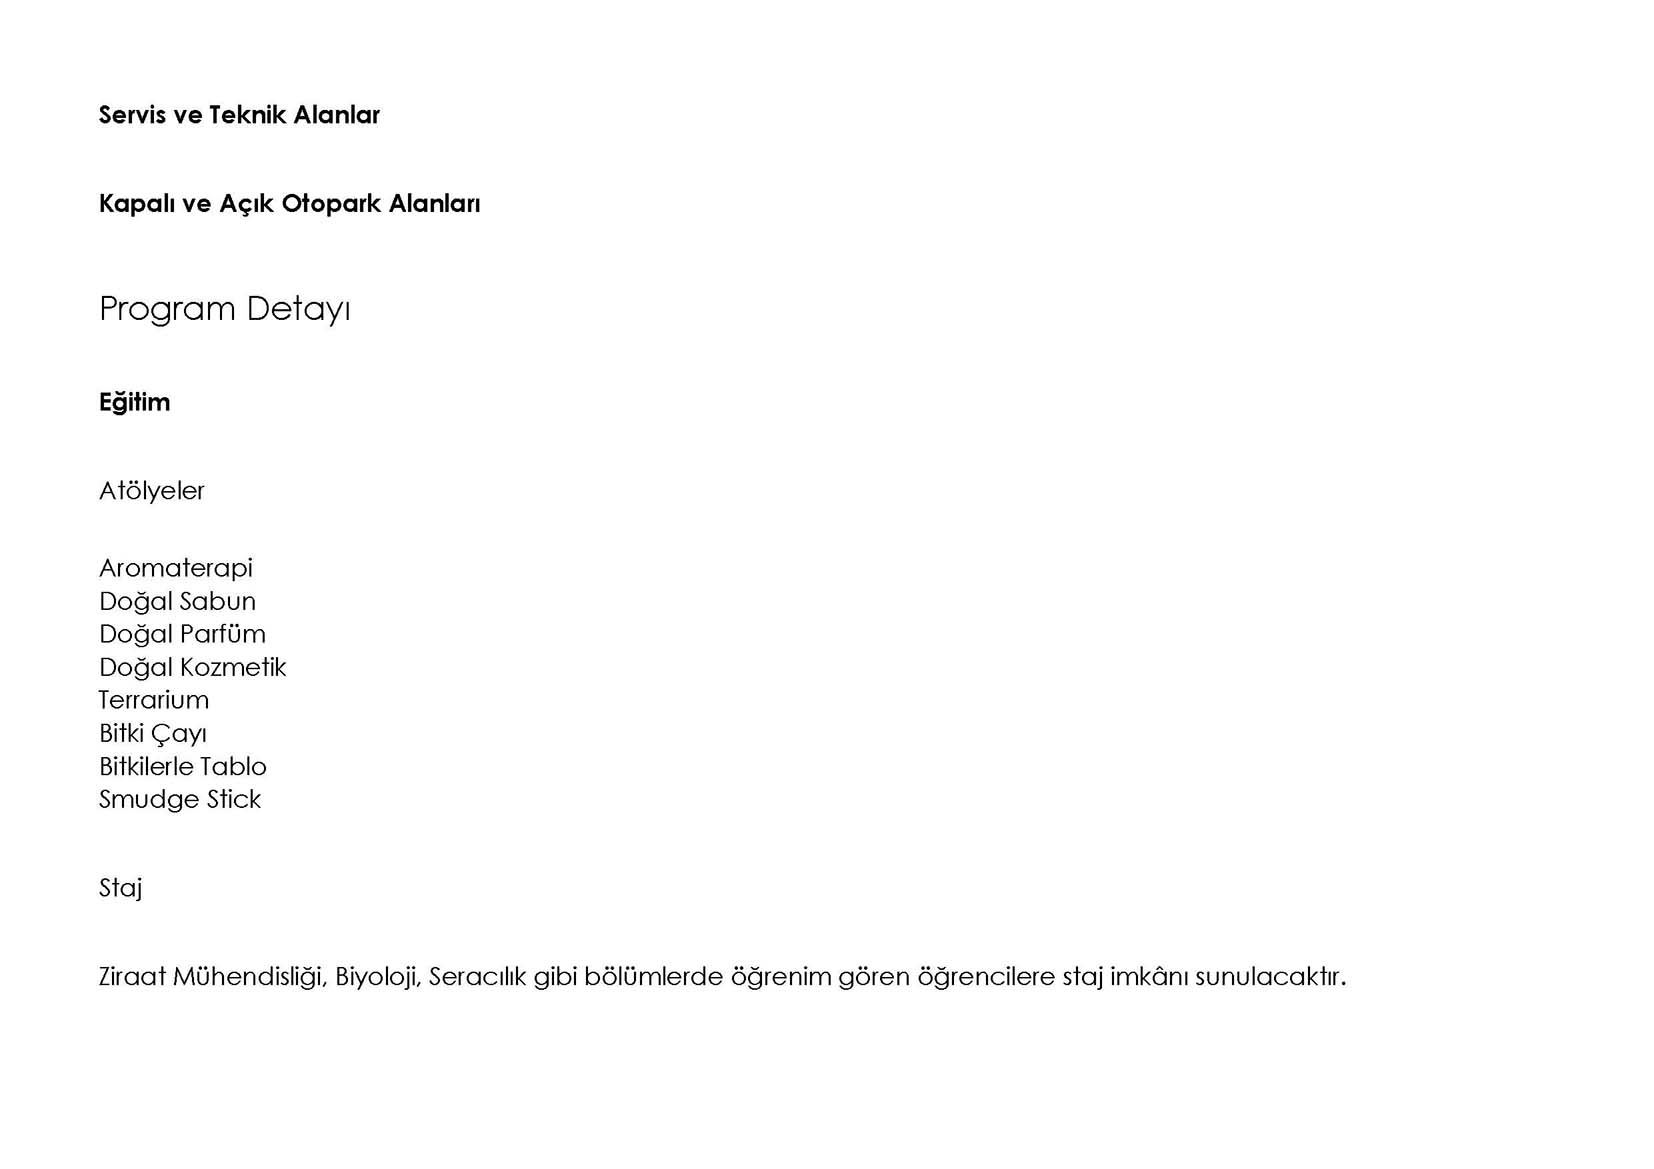 Servis ve Teknik Alanlar
Kapalı ve Açık Otopark Alanları
Program Detayı
Eğitim
Atölyeler
Aromaterapi
Doğal Sabun
Doğal Parfüm
Doğal Kozmetik
Terrarium
Bitki Çayı
Bitkilerle Tablo
Smudge Stick
Staj
Ziraat Mühendisliği, Biyoloji, Seracılık gibi bölümlerde öğrenim gören öğrencilere staj imkânı sunulacaktır.